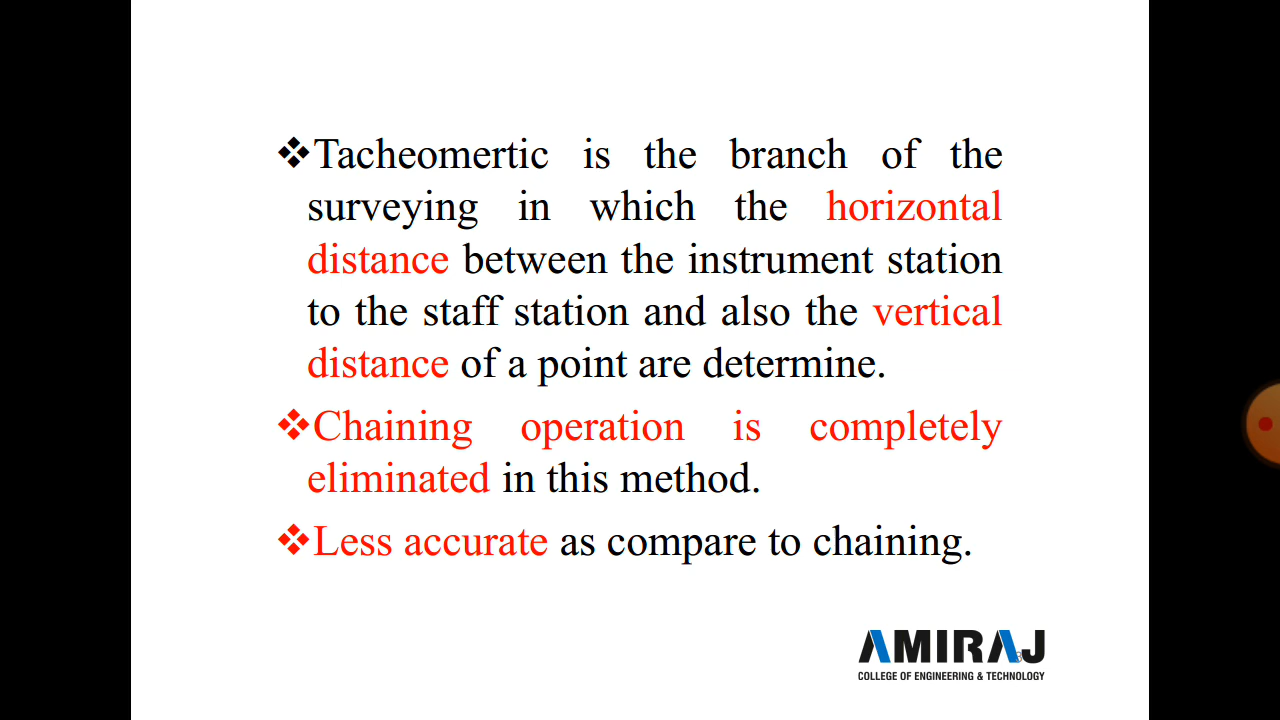 ❖Tacheomertic is the branch of the
surveying in which the horizontal
distance between the instrument station
to the staff station and also the vertical
distance of a point are determine.
❖Chaining operation is completely
eliminated in this method.
❖Less accurate as compare to chaining.
AMIRAJ
COLLEGE OF ENGINEERING & TECHNOLOGY